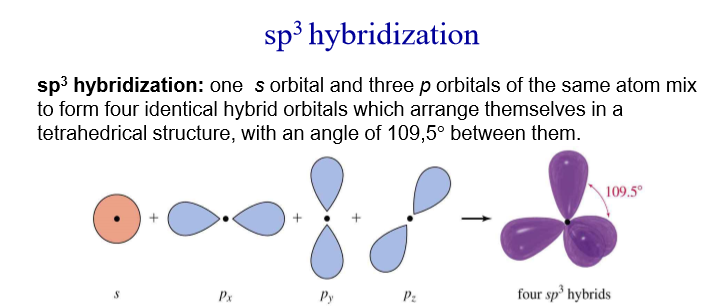 sp³ hybridization
sp³ hybridization: one s orbital and three p orbitals of the same atom mix
to form four identical hybrid orbitals which arrange themselves in a
tetrahedrical structure, with an angle of 109,5° between them.
109.5°
+ + +
s pₓ pᵧ p_z four sp³ hybrids